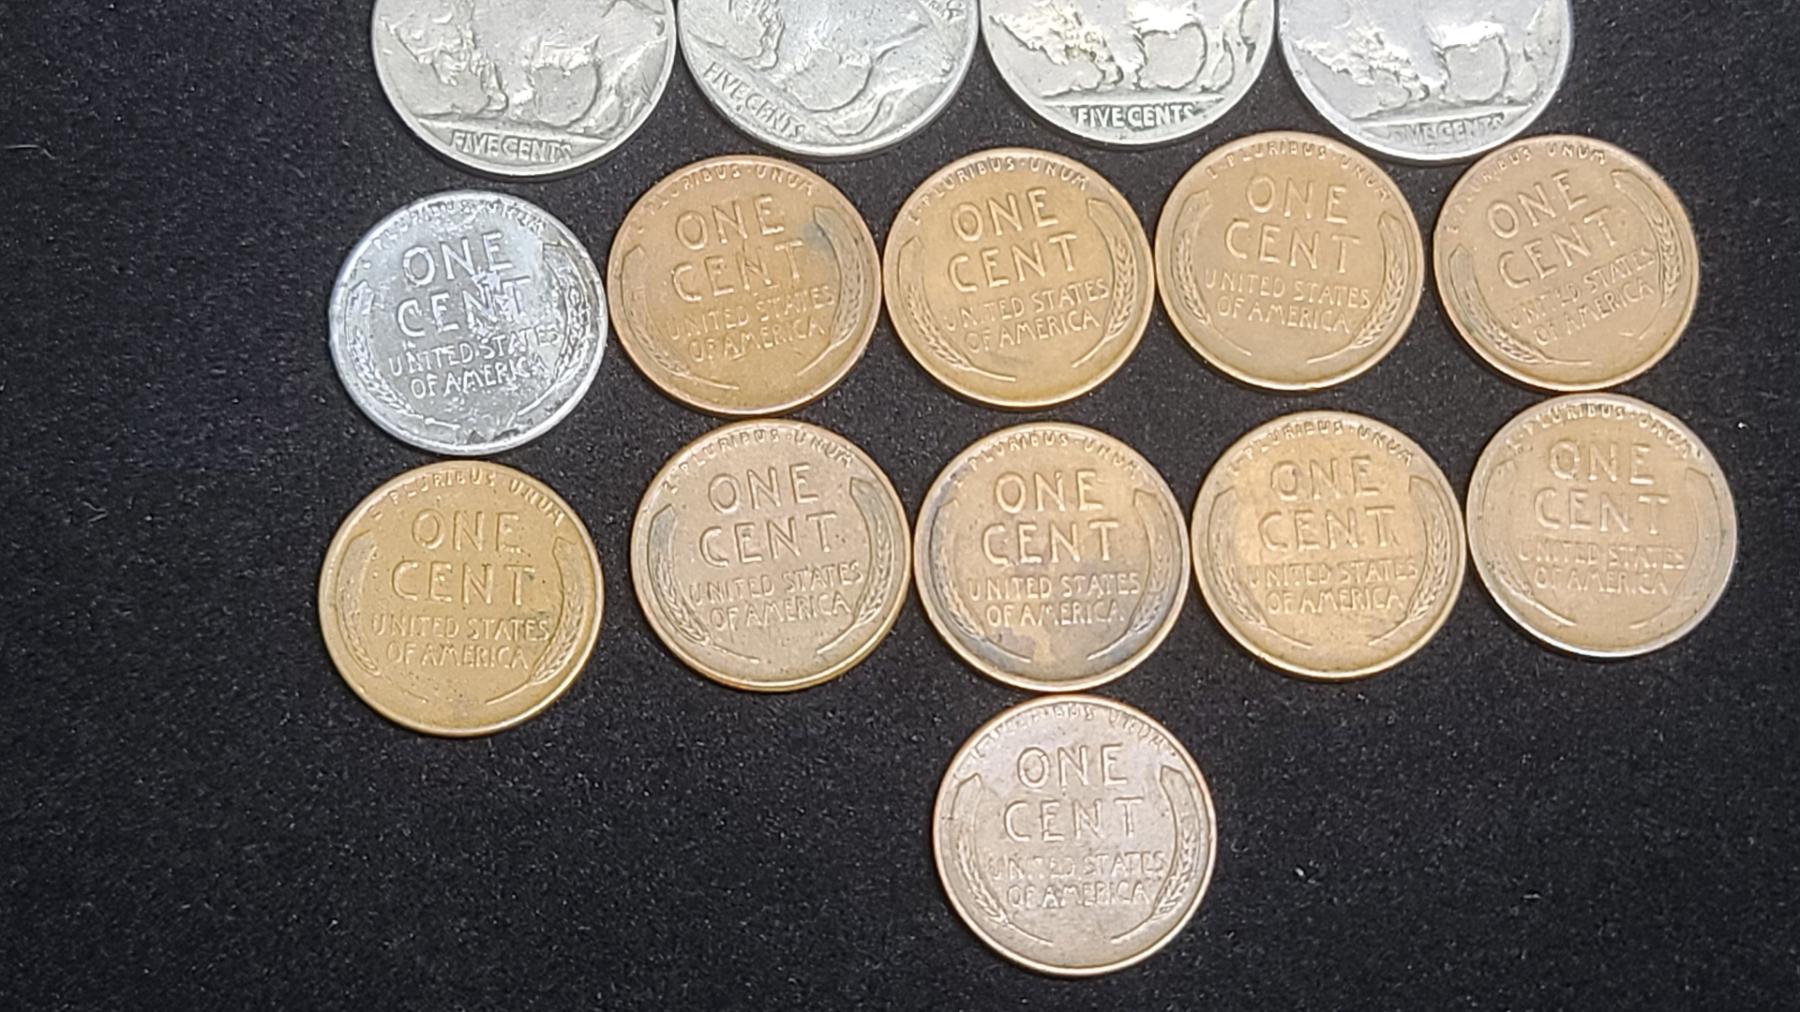 FIVE CENTS
FIVE CENTS
FIVE CENTS
FIVE CENTS
E·PLURIBUS·UNUM
ONE
CENT
UNITED STATES
OF AMERICA
PLURIBUS·UNUM
ONE
CENT
UNITED STATES
OF AMERICA
E·PLURIBUS·UNUM
ONE
CENT
UNITED STATES
OF AMERICA
E·PLURIBUS·UNUM
ONE
CENT
UNITED STATES
OF AMERICA
E·PLURIBUS·UNUM
ONE
CENT
UNITED STATES
OF AMERICA
E·PLURIBUS·UNUM
ONE
CENT
UNITED STATES
OF AMERICA
E·PLURIBUS·UNUM
ONE
CENT
UNITED STATES
OF AMERICA
E·PLURIBUS·UNUM
ONE
CENT
UNITED STATES
OF AMERICA
E·PLURIBUS·UNUM
ONE
CENT
UNITED STATES
OF AMERICA
E·PLURIBUS·UNUM
ONE
CENT
UNITED STATES
OF AMERICA
E·PLURIBUS·UNUM
ONE
CENT
UNITED STATES
OF AMERICA